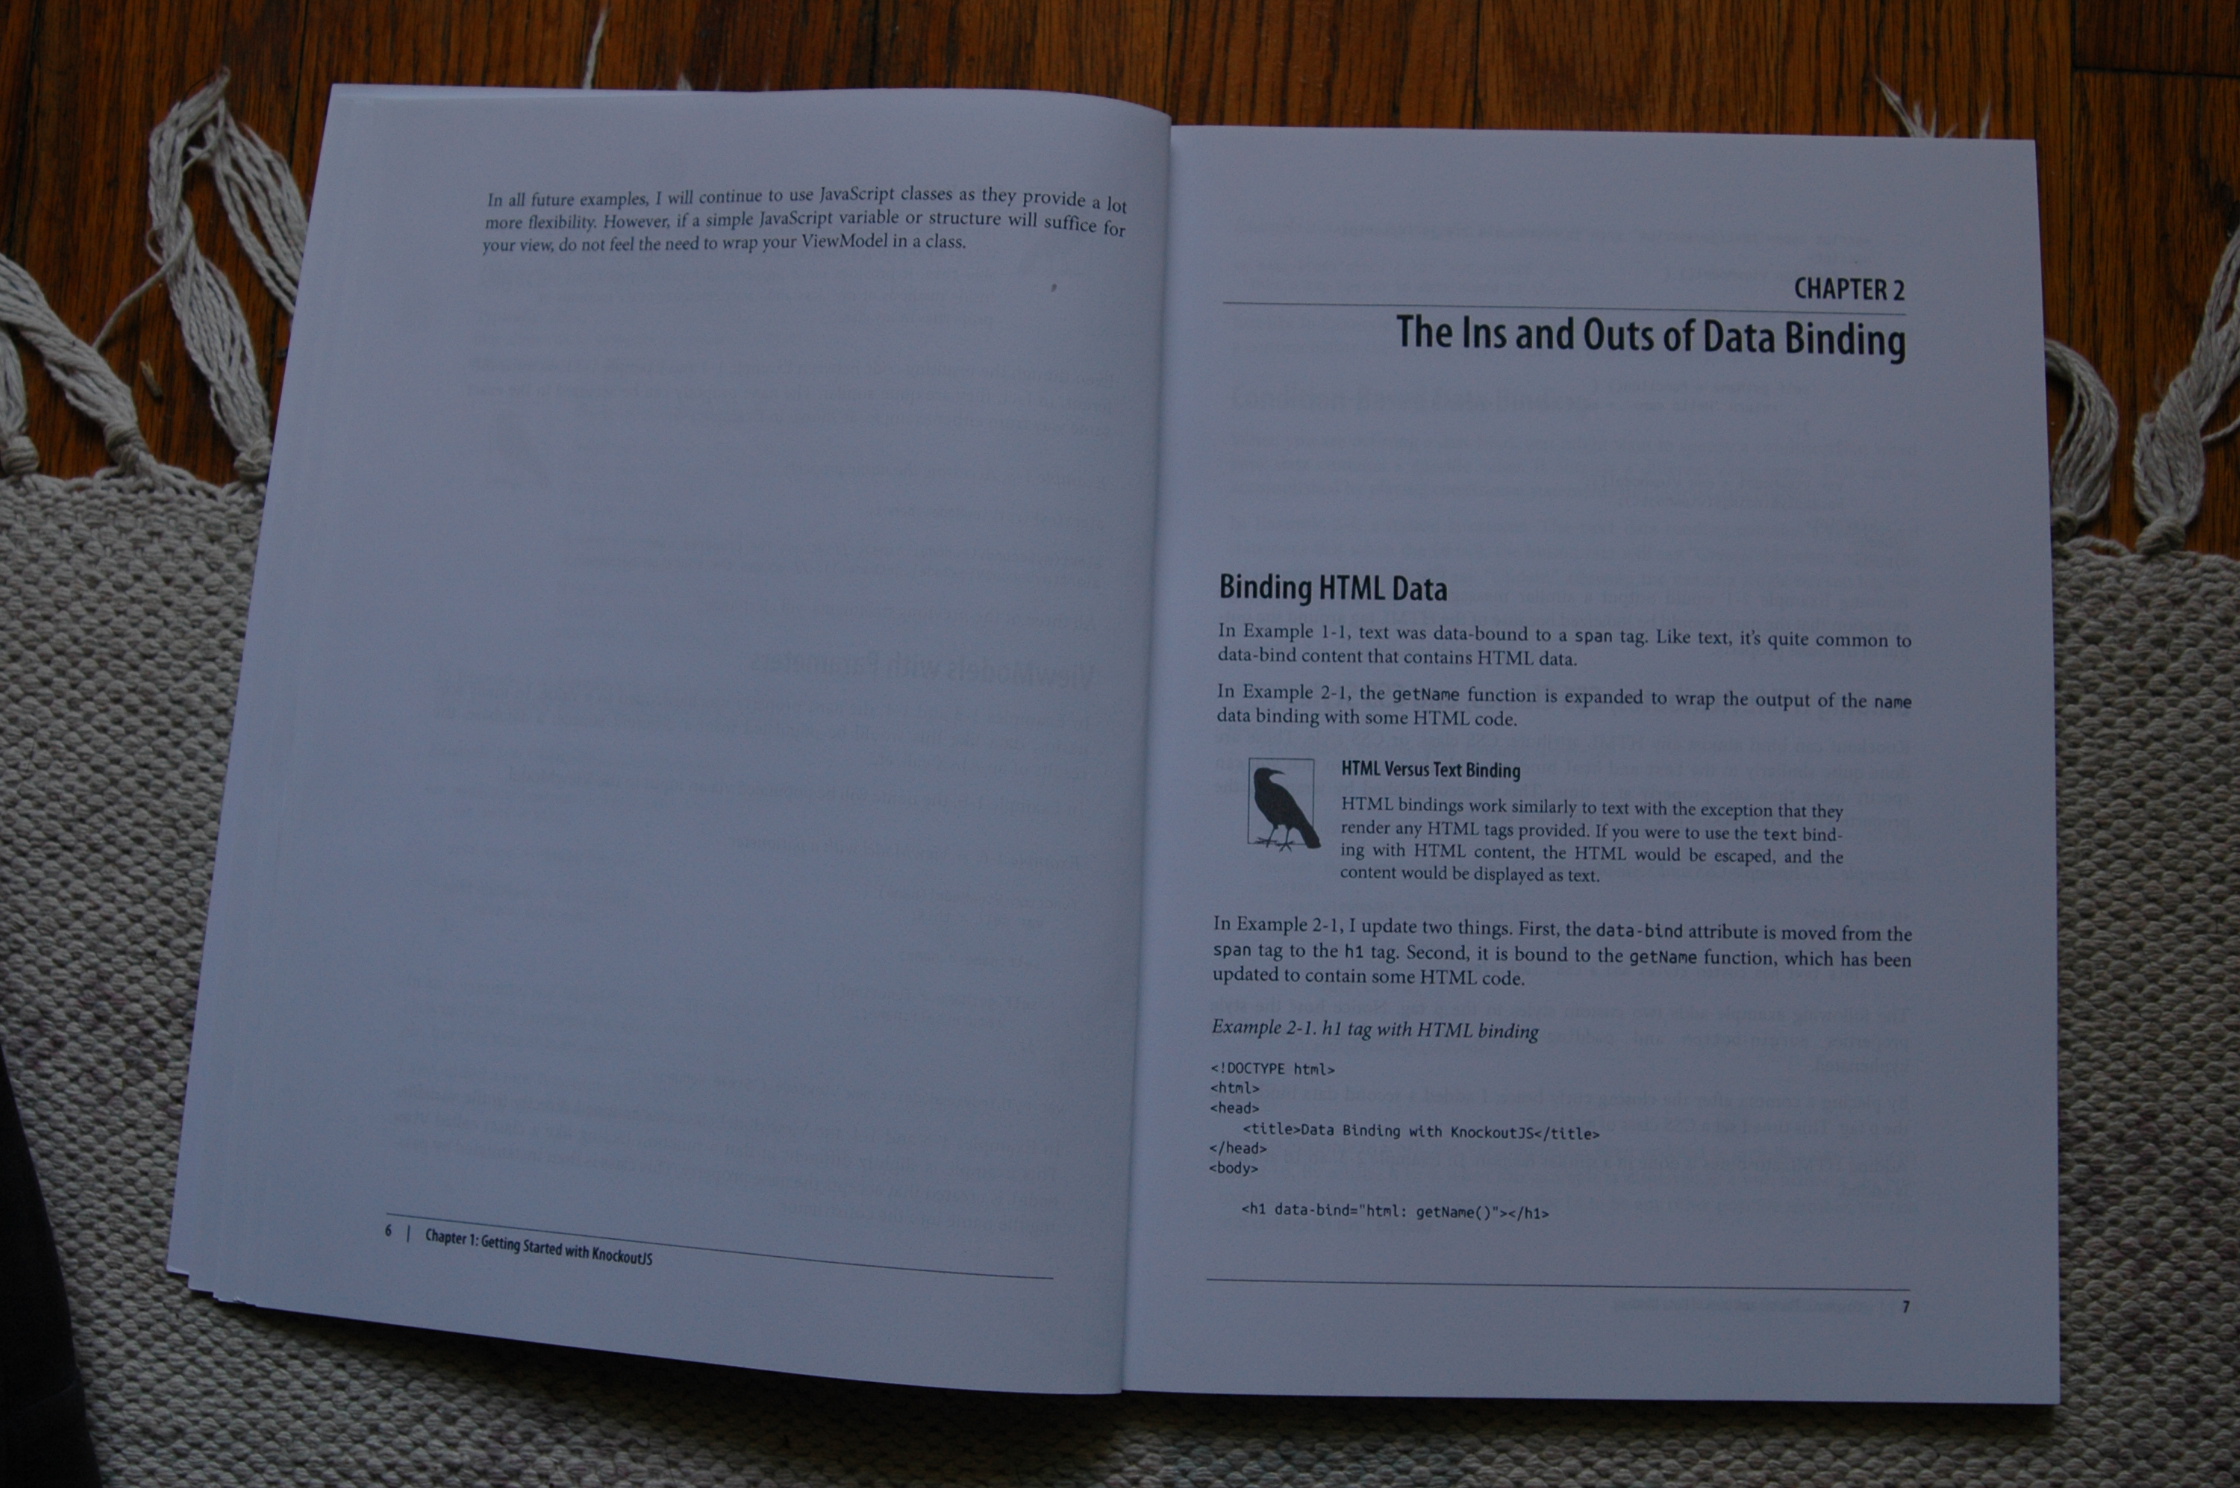 In all future examples, I will continue to use JavaScript classes as they provide a lot
more flexibility. However, if a simple JavaScript variable or structure will suffice for
your view, do not feel the need to wrap your ViewModel in a class.
6 | Chapter 1: Getting Started with KnockoutJS
CHAPTER 2
The Ins and Outs of Data Binding
Binding HTML Data
In Example 1-1, text was data-bound to a span tag. Like text, it's quite common to
data-bind content that contains HTML data.
In Example 2-1, the getName function is expanded to wrap the output of the name
data binding with some HTML code.
HTML Versus Text Binding
HTML bindings work similarly to text with the exception that they
render any HTML tags provided. If you were to use the text bind-
ing with HTML content, the HTML would be escaped, and the
content would be displayed as text.
In Example 2-1, I update two things. First, the data-bind attribute is moved from the
span tag to the h1 tag. Second, it is bound to the getName function, which has been
updated to contain some HTML code.
Example 2-1. h1 tag with HTML binding
<!DOCTYPE html>
<html>
<head>
<title>Data Binding with KnockoutJS</title>
</head>
<body>
<h1 data-bind="html: getName()"></h1>
7